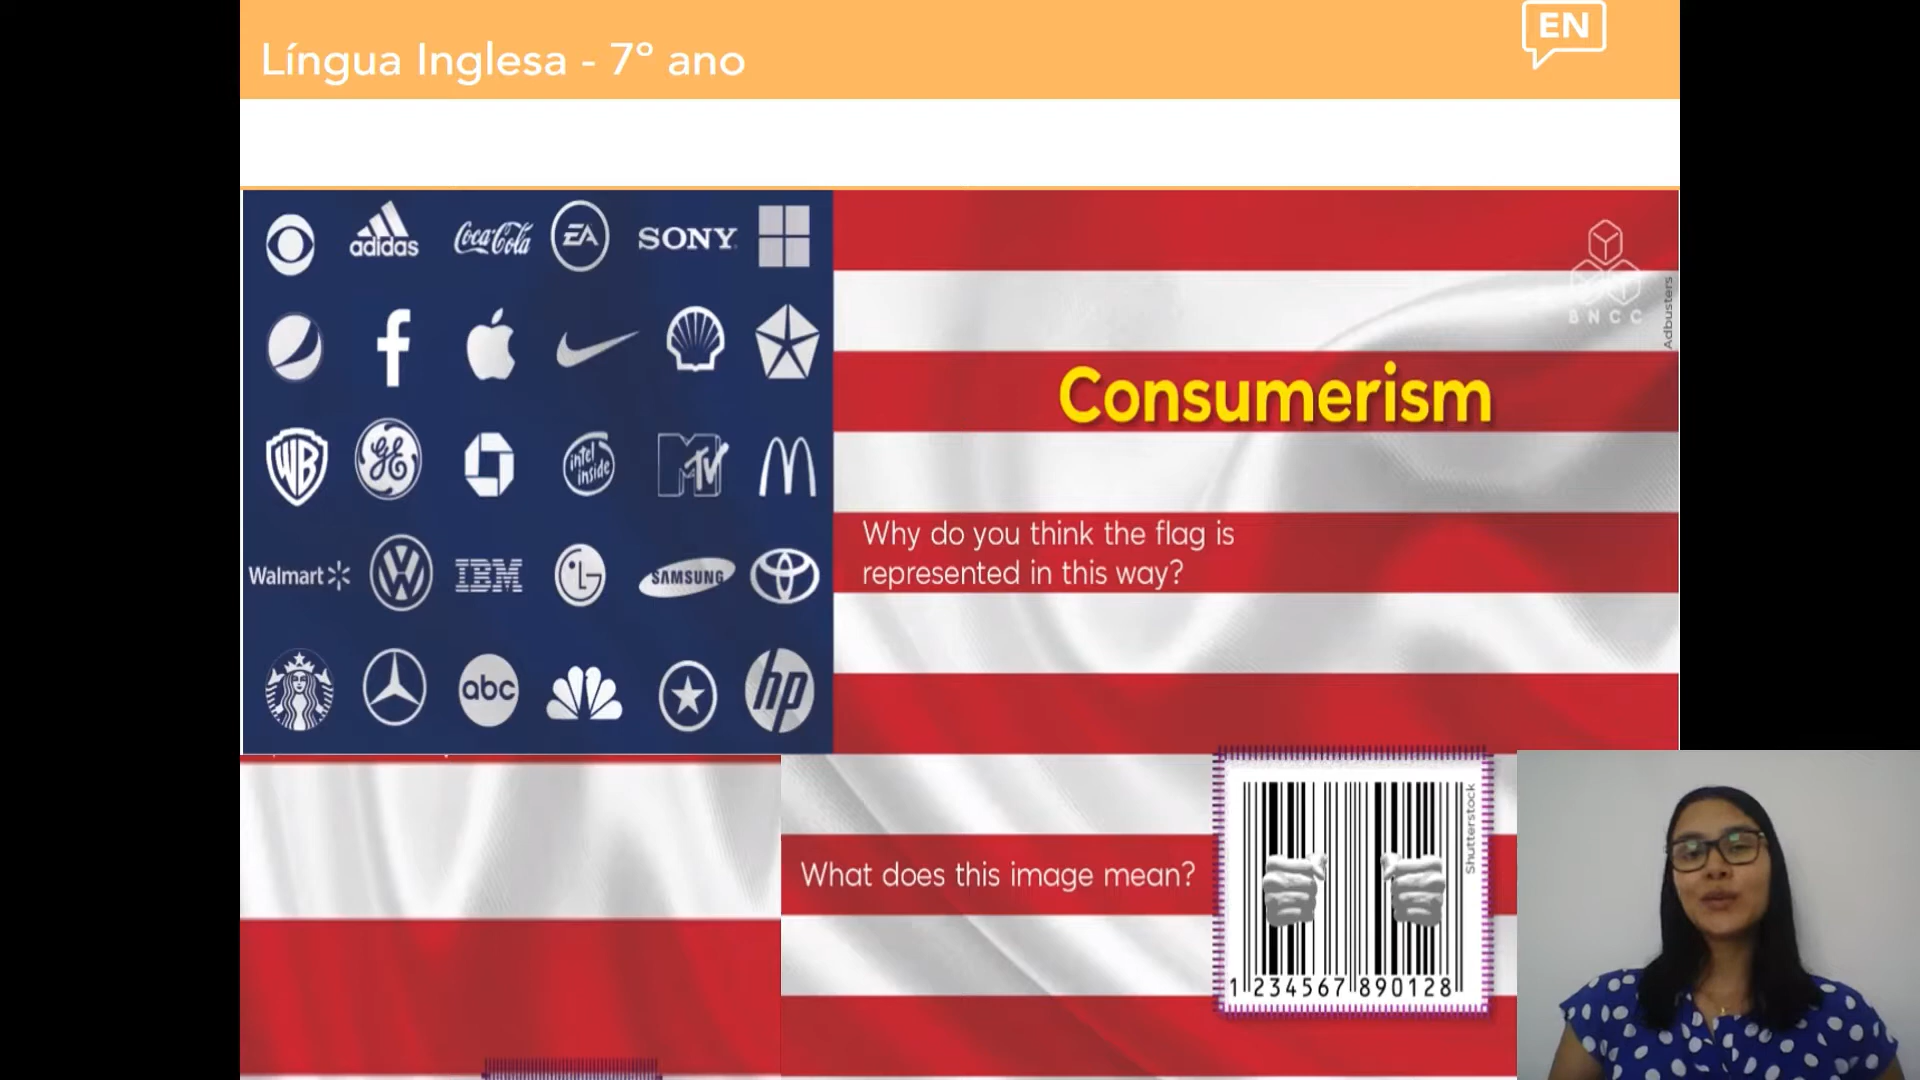 Língua Inglesa - 7º ano
EN
adidas
Coca-Cola
EA
SONY
BNCC
Adbusters
f
Consumerism
WB
GE
intel inside
MTV
M
Why do you think the flag is
represented in this way?
Walmart
VW
IBM
LG
SAMSUNG
abc
hp
What does this image mean?
Shutterstock
1 234567 890128